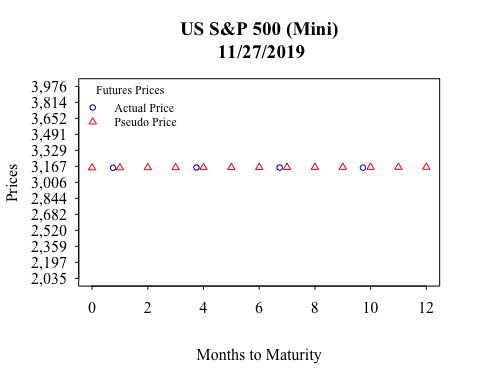 US S&P 500 (Mini)
11/27/2019
Futures Prices
Actual Price
Pseudo Price
Prices
3,976
3,814
3,652
3,491
3,329
3,167
3,006
2,844
2,682
2,520
2,359
2,197
2,035
0 2 4 6 8 10 12
Months to Maturity